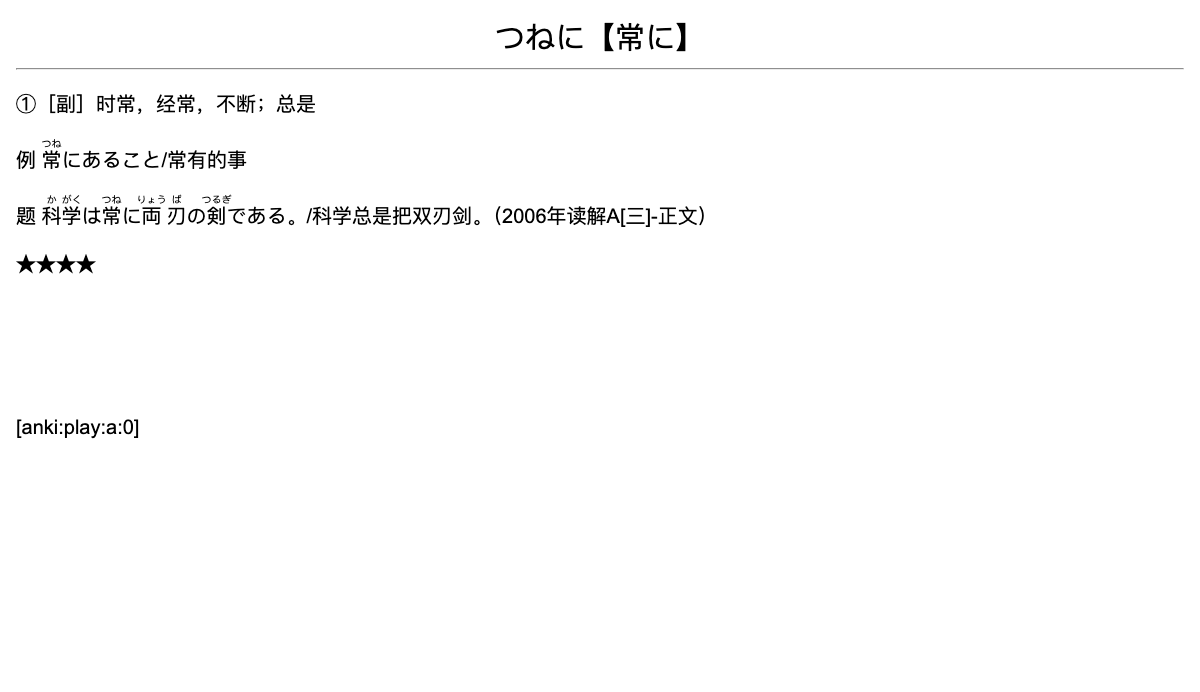 つねに【常に】
①［副］时常，经常，不断；总是
つね
例 常にあること/常有的事
か がく つね りょう ば つるぎ
题 科学は常に両刃の剣である。/科学总是把双刃剑。（2006年读解A[三]-正文）
★★★★
[anki:play:a:0]